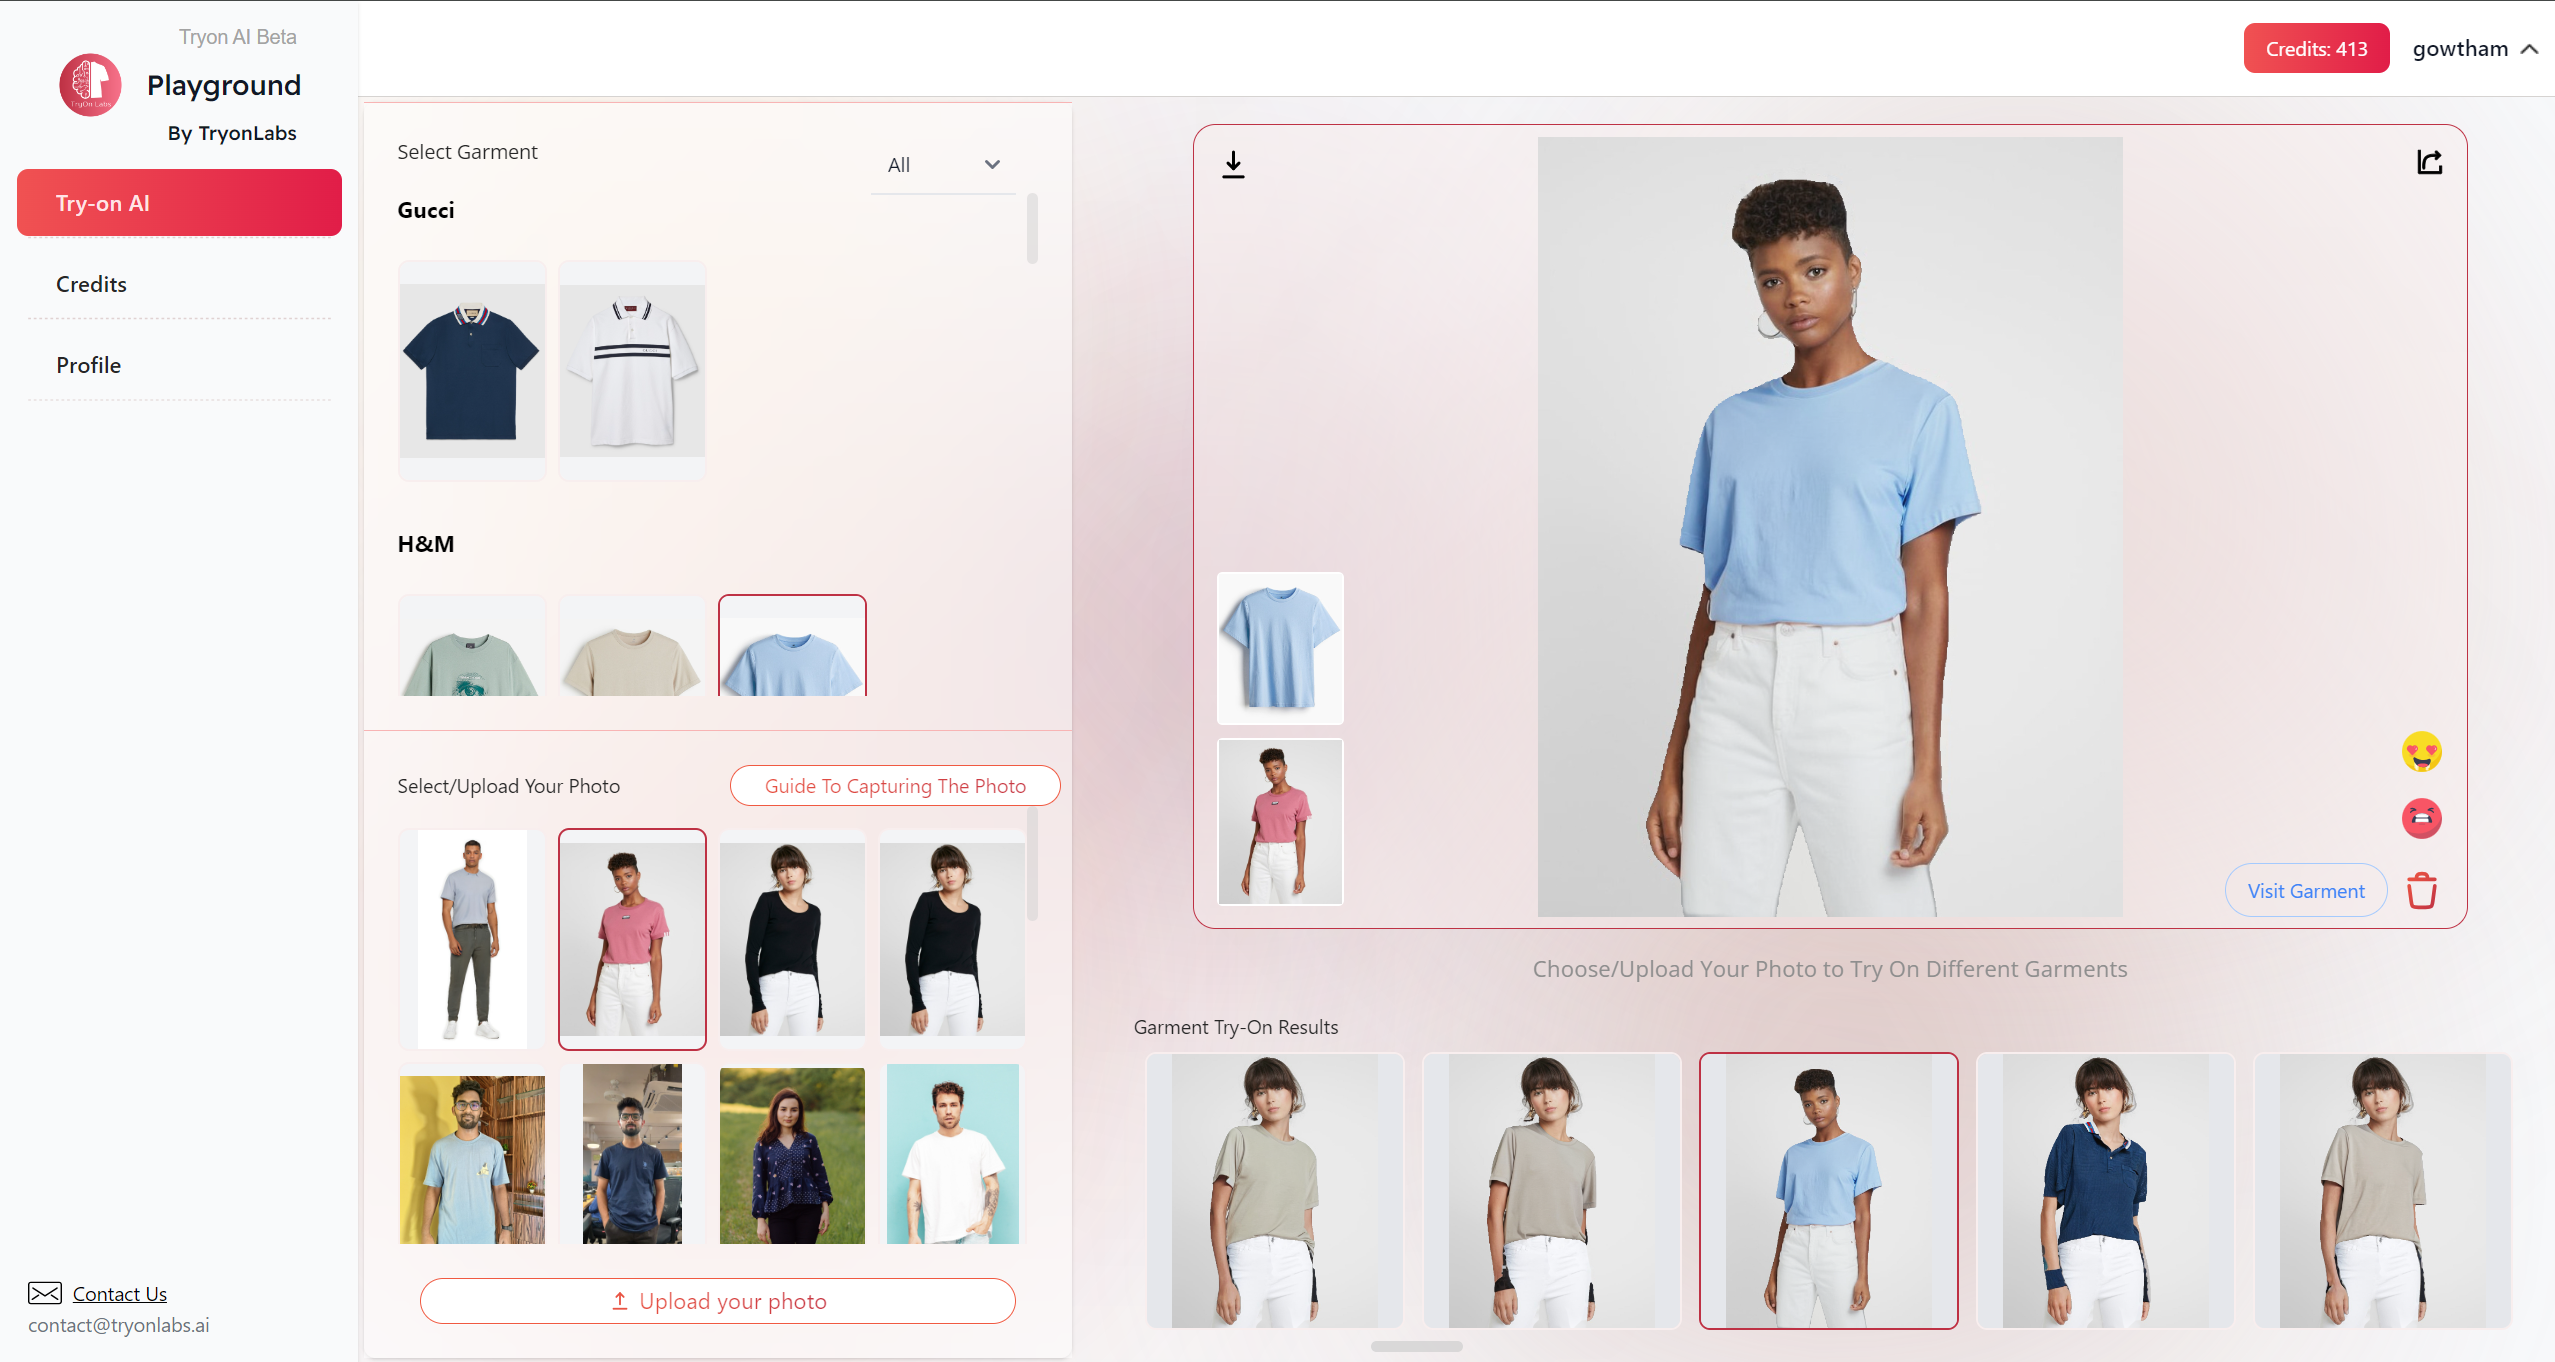 Tryon AI Beta
Playground
TryOn Labs
By TryonLabs
Try-on AI
Credits
Profile
Contact Us
contact@tryonlabs.ai
Credits: 413
gowtham
Select Garment
All
Gucci
H&M
Select/Upload Your Photo
Guide To Capturing The Photo
Upload your photo
Visit Garment
Choose/Upload Your Photo to Try On Different Garments
Garment Try-On Results